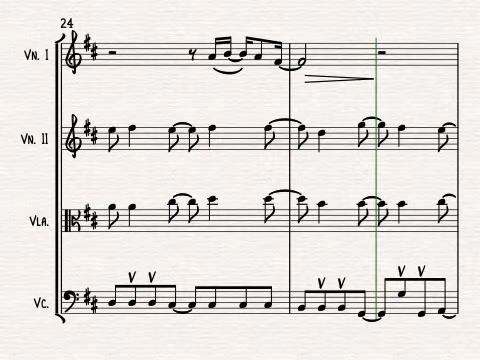 24
Vn. I
Vn. II
Vla.
Vc.